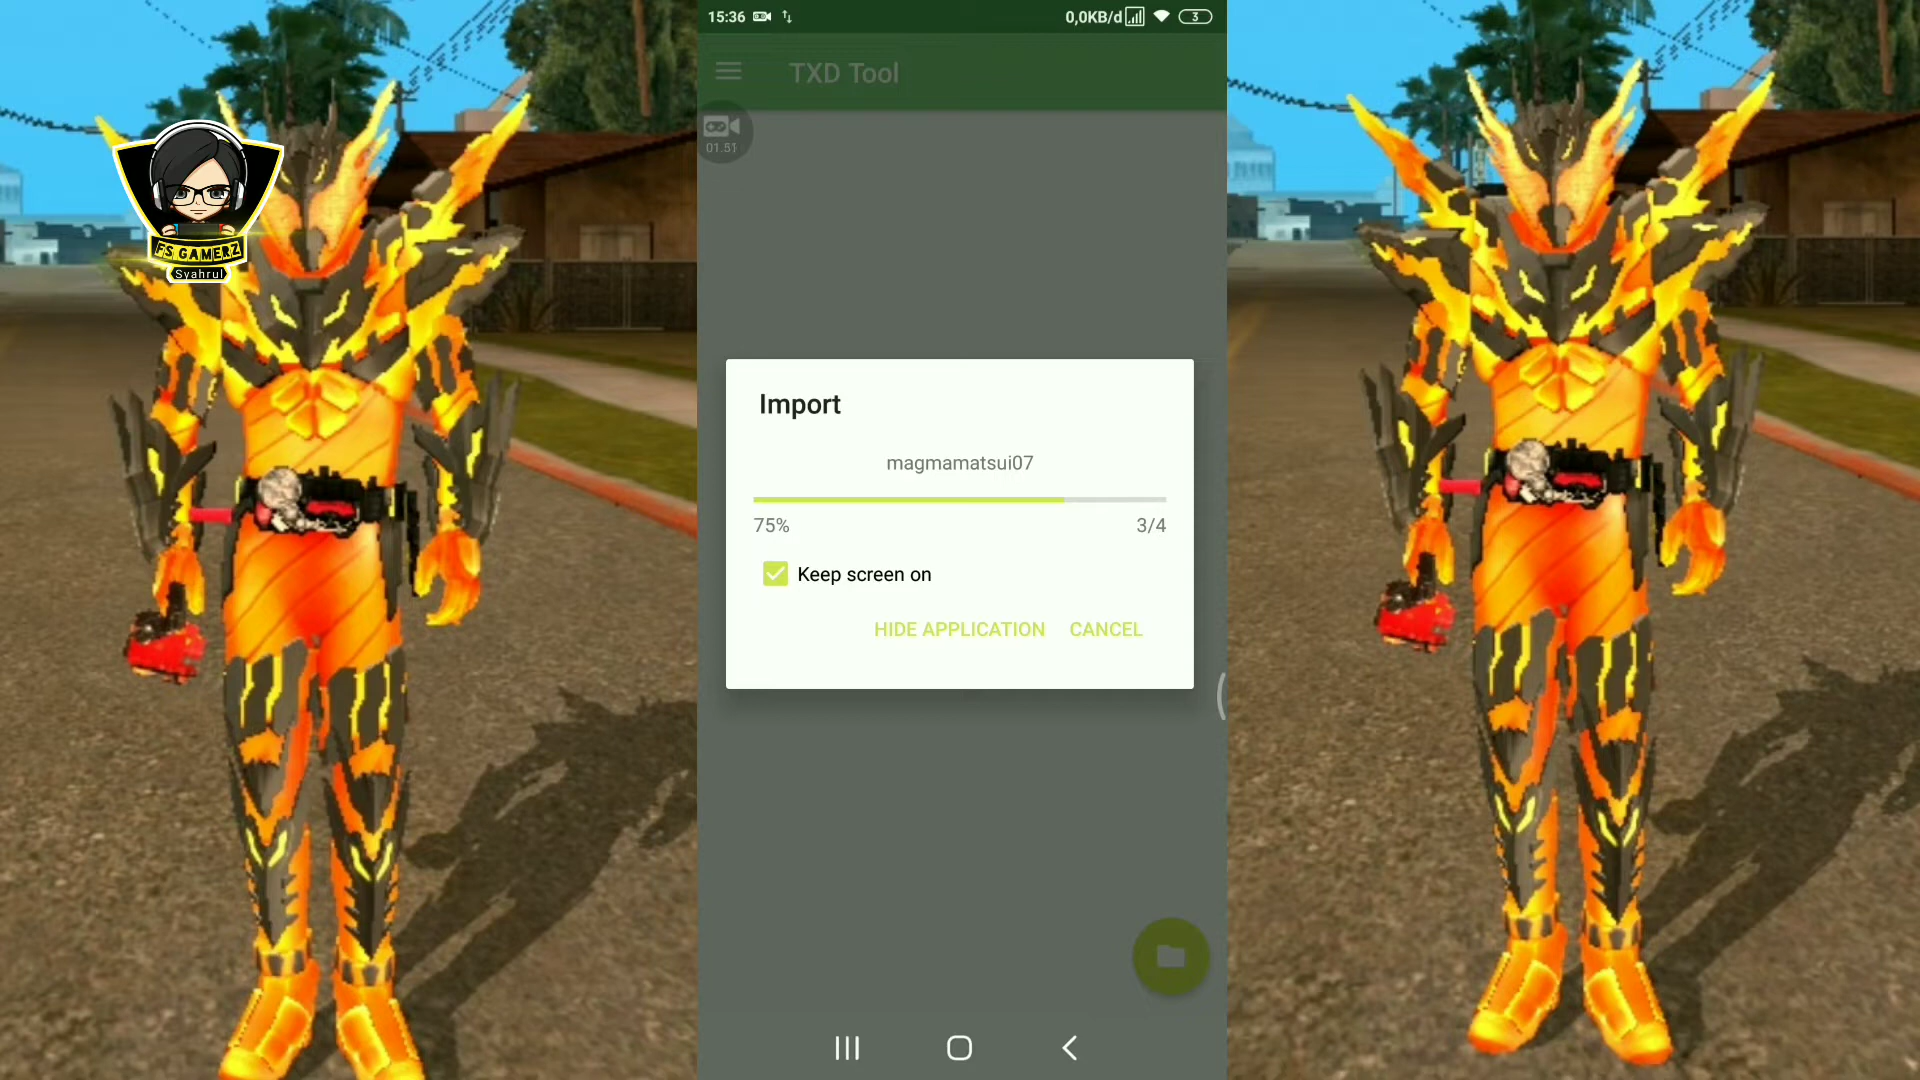 15:36
0,0KB/d
3
TXD Tool
01.51
FS GAMERZ
Syahrul
Import
magmamatsui07
75%
3/4
Keep screen on
HIDE APPLICATION
CANCEL